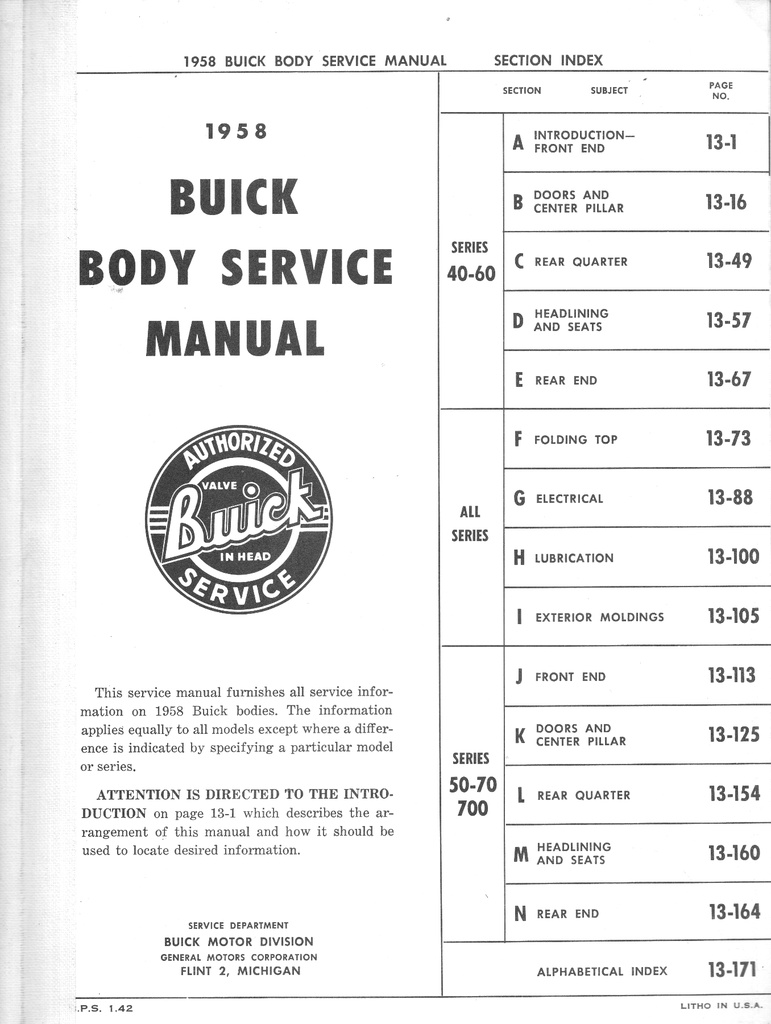 1958 BUICK BODY SERVICE MANUAL SECTION INDEX
1958
BUICK
BODY SERVICE
MANUAL
AUTHORIZED
VALVE
Buick
IN HEAD
SERVICE
This service manual furnishes all service infor-
mation on 1958 Buick bodies. The information
applies equally to all models except where a differ-
ence is indicated by specifying a particular model
or series.
ATTENTION IS DIRECTED TO THE INTRO-
DUCTION on page 13-1 which describes the ar-
rangement of this manual and how it should be
used to locate desired information.
SERVICE DEPARTMENT
BUICK MOTOR DIVISION
GENERAL MOTORS CORPORATION
FLINT 2, MICHIGAN
SECTION SUBJECT PAGE
NO.
SERIES
40-60
A INTRODUCTION—
FRONT END 13-1
B DOORS AND
CENTER PILLAR 13-16
C REAR QUARTER 13-49
D HEADLINING
AND SEATS 13-57
E REAR END 13-67
ALL
SERIES
F FOLDING TOP 13-73
G ELECTRICAL 13-88
H LUBRICATION 13-100
I EXTERIOR MOLDINGS 13-105
SERIES
50-70
700
J FRONT END 13-113
K DOORS AND
CENTER PILLAR 13-125
L REAR QUARTER 13-154
M HEADLINING
AND SEATS 13-160
N REAR END 13-164
ALPHABETICAL INDEX 13-171
.P.S. 1.42
LITHO IN U.S.A.